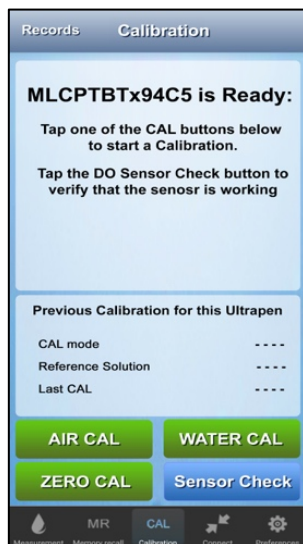 Records Calibration
MLCPTBTx94C5 is Ready:
Tap one of the CAL buttons below
to start a Calibration.
Tap the DO Sensor Check button to
verify that the senosr is working
Previous Calibration for this Ultrapen
CAL mode - - - -
Reference Solution - - - -
Last CAL - - - -
AIR CAL WATER CAL
ZERO CAL Sensor Check
MR CAL
Measurement Memory recall Calibration Connect Preferences